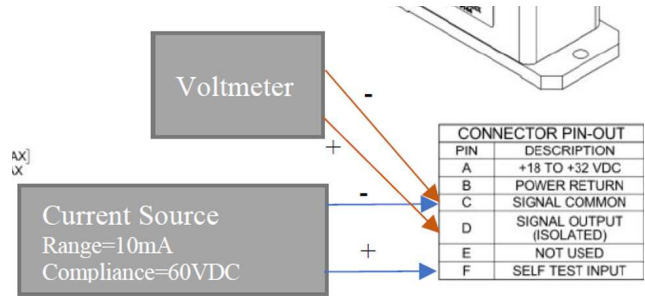 Voltmeter
-
+
AX]
Current Source
Range=10mA
Compliance=60VDC
-
+
CONNECTOR PIN-OUT
PIN DESCRIPTION
A +18 TO +32 VDC
B POWER RETURN
C SIGNAL COMMON
D SIGNAL OUTPUT
(ISOLATED)
E NOT USED
F SELF TEST INPUT